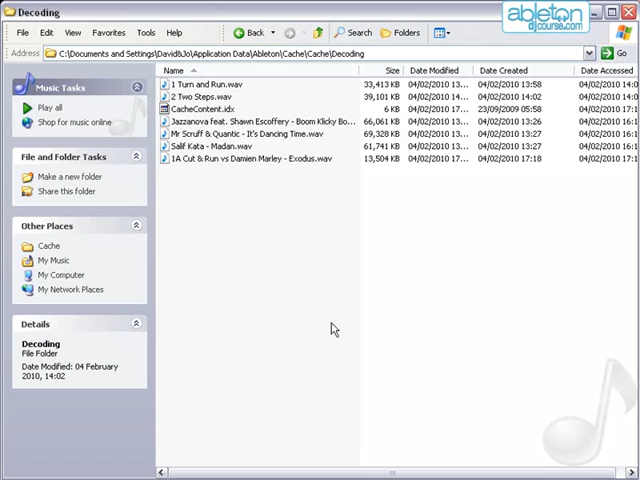 Decoding
ableton
djcourse.com
File Edit View Favorites Tools Help Back Search Folders
Address C:\Documents and Settings\David&Jo\Application Data\Ableton\Cache\Cache\Decoding Go
Music Tasks
Play all
Shop for music online
File and Folder Tasks
Make a new folder
Share this folder
Other Places
Cache
My Music
My Computer
My Network Places
Details
Decoding
File Folder
Date Modified: 04 February
2010, 14:02
Name Size Date Modified Date Created Date Accessed
1 Turn and Run.wav 33,413 KB 04/02/2010 13... 04/02/2010 13:58 04/02/2010 14:0
2 Two Steps.wav 39,101 KB 04/02/2010 14... 04/02/2010 14:02 04/02/2010 14:0
CacheContent.idx 6 KB 04/02/2010 17... 23/09/2009 05:58 04/02/2010 17:1
Jazzanova feat. Shawn Escoffery - Boom Klicky Bo... 66,061 KB 04/02/2010 13... 04/02/2010 13:26 04/02/2010 16:1
Mr Scruff & Quantic - It's Dancing Time.wav 69,328 KB 04/02/2010 13... 04/02/2010 13:27 04/02/2010 16:1
Salif Kata - Madan.wav 61,741 KB 04/02/2010 13... 04/02/2010 13:27 04/02/2010 16:1
1A Cut & Run vs Damien Marley - Exodus.wav 13,504 KB 04/02/2010 17... 04/02/2010 17:18 04/02/2010 17:1